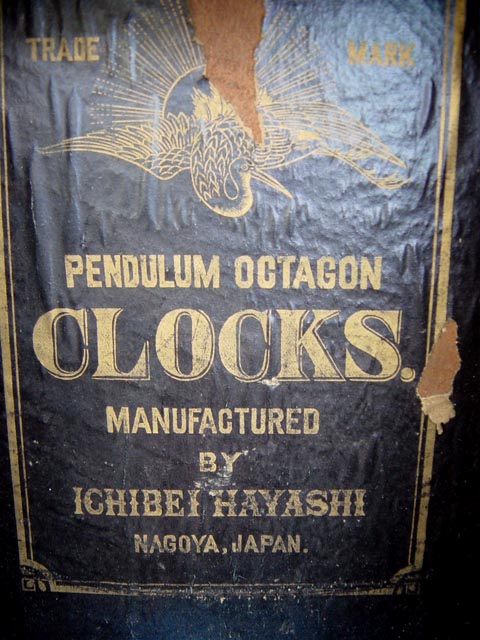 TRADE MARK
PENDULUM OCTAGON
CLOCKS.
MANUFACTURED
BY
ICHIBEI HAYASHI
NAGOYA, JAPAN.